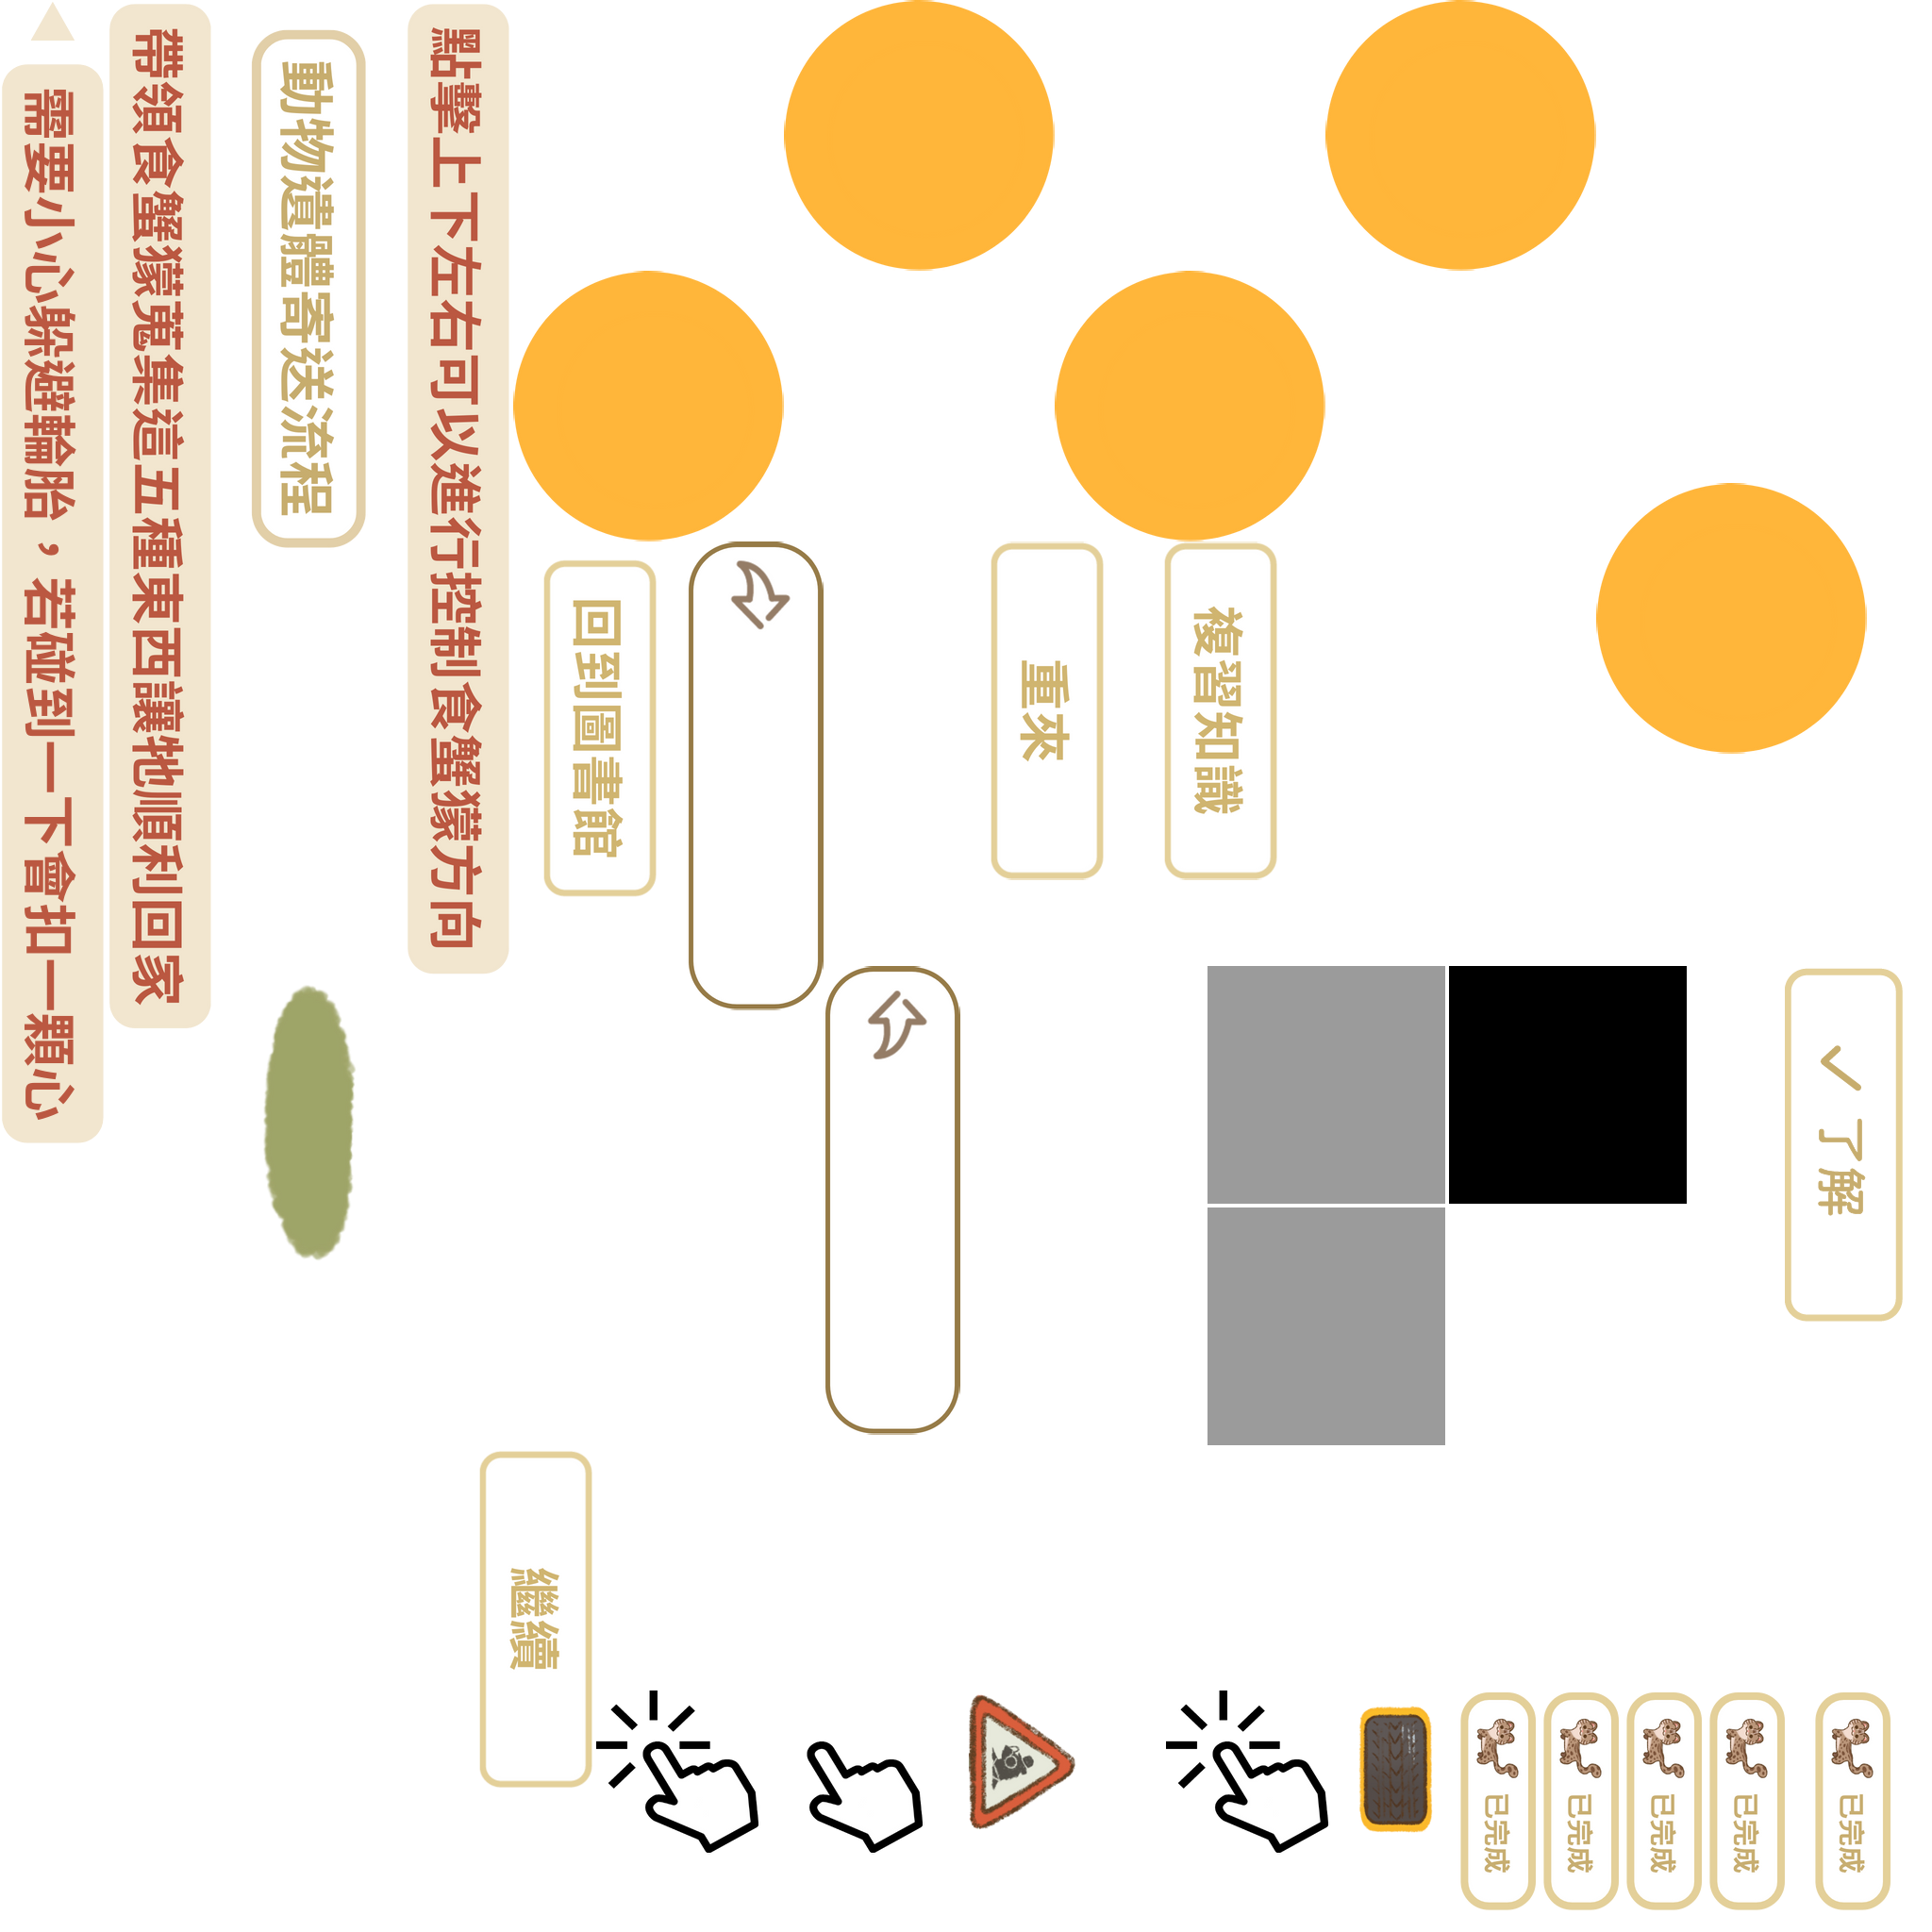 需要小心躲避輪胎，若碰到一下會扣一顆心
帶領食蟹獴蒐集這五種東西讓牠順利回家
動物遺體寄送流程
點擊上下左右可以進行控制食蟹獴方向
回到圖書館
重來
複習知識
了解
繼續
已完成
已完成
已完成
已完成
已完成